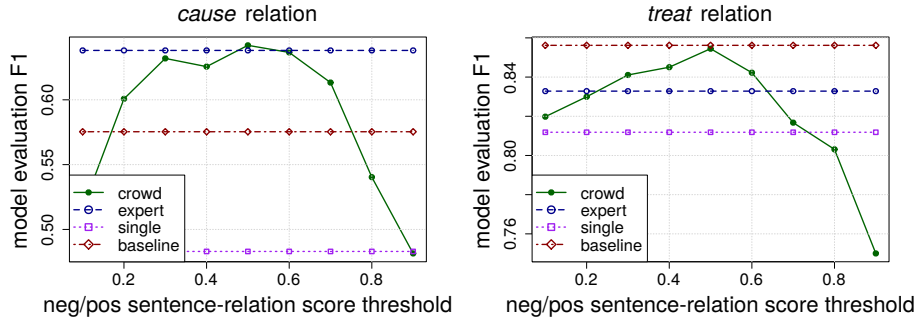 cause relation
model evaluation F1
0.60
0.55
0.50
crowd
expert
single
baseline
0.2 0.4 0.6 0.8
neg/pos sentence-relation score threshold
treat relation
model evaluation F1
0.84
0.80
0.76
crowd
expert
single
baseline
0.2 0.4 0.6 0.8
neg/pos sentence-relation score threshold